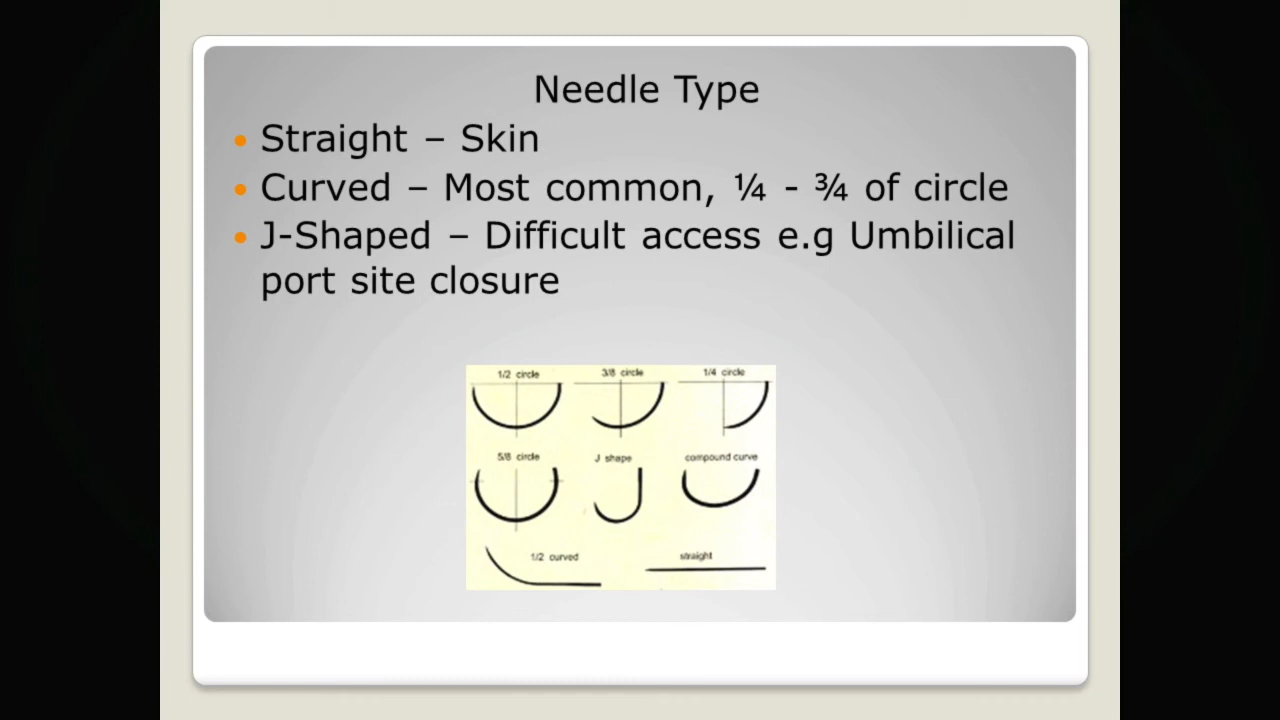 Needle Type
Straight – Skin
Curved – Most common, ¼ - ¾ of circle
J-Shaped – Difficult access e.g Umbilical
port site closure
1/2 circle
3/8 circle
1/4 circle
5/8 circle
J shape
compound curve
1/2 curved
straight